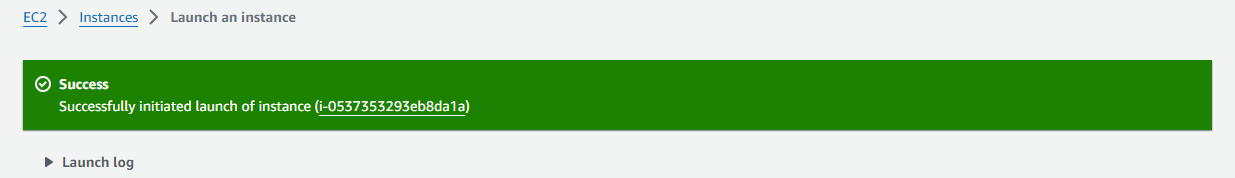 EC2 > Instances > Launch an instance
Success
Successfully initiated launch of instance (i-0537353293eb8da1a)
Launch log